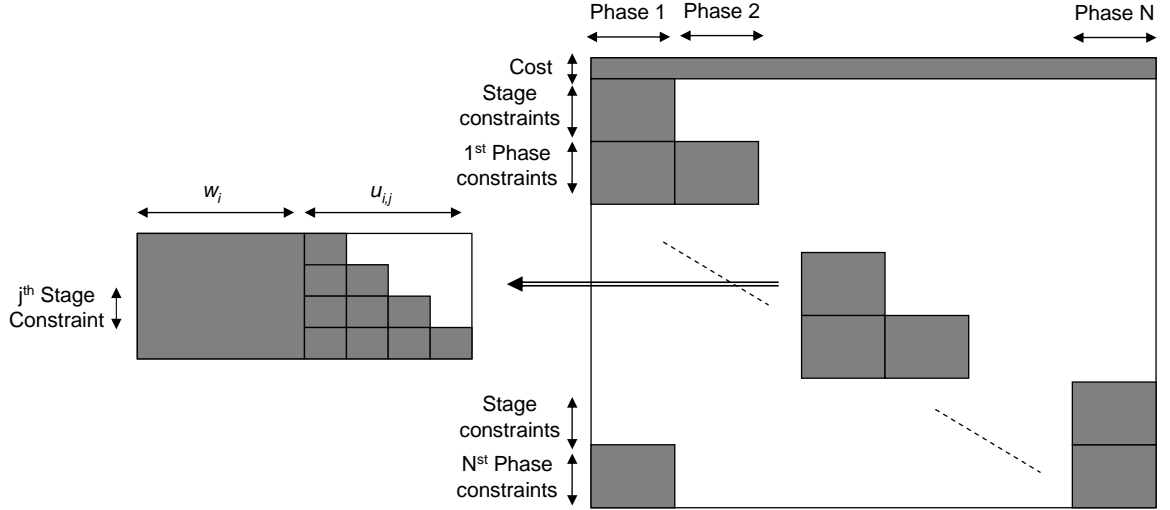 Phase 1
Phase 2
Phase N
Cost
Stage
constraints
1st Phase
constraints
wi
ui,j
jth Stage
Constraint
Stage
constraints
Nst Phase
constraints